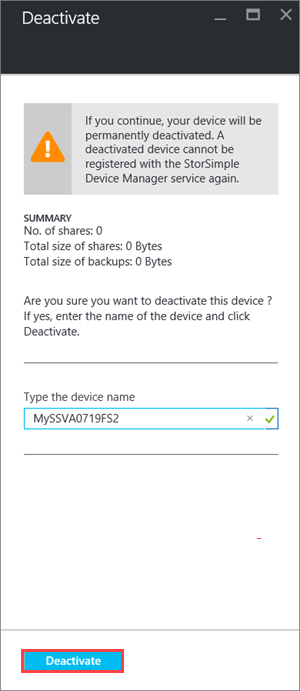 Deactivate
If you continue, your device will be
permanently deactivated. A
deactivated device cannot be
registered with the StorSimple
Device Manager service again.
SUMMARY
No. of shares: 0
Total size of shares: 0 Bytes
Total size of backups: 0 Bytes
Are you sure you want to deactivate this device ?
If yes, enter the name of the device and click
Deactivate.
Type the device name
MySSVA0719FS2
Deactivate